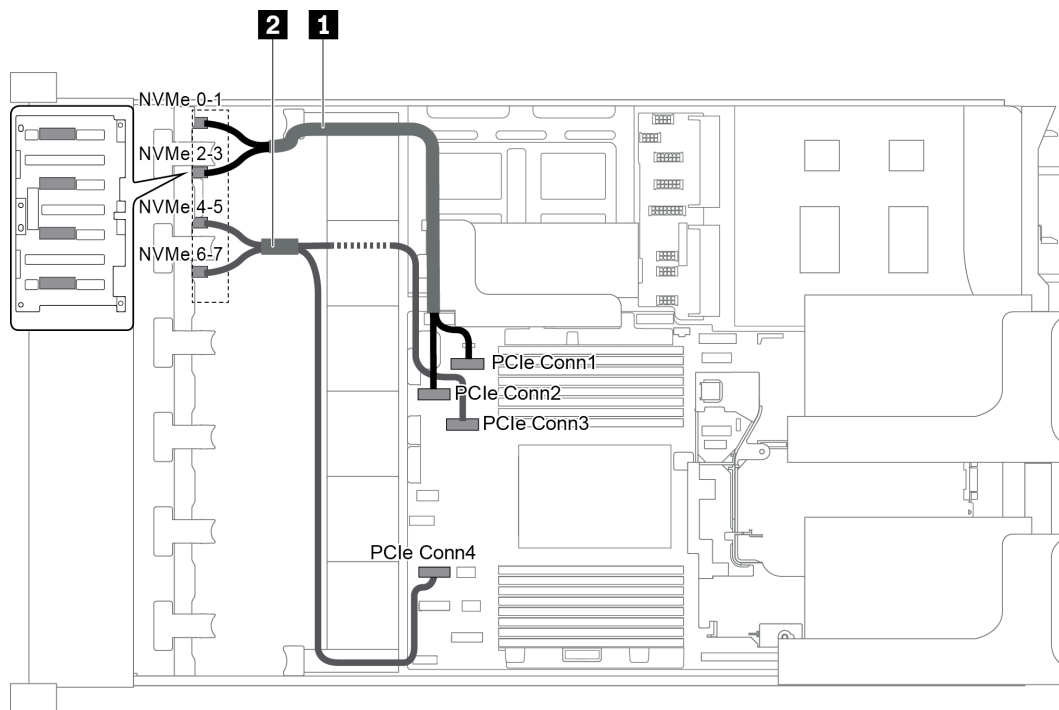 2 1
NVMe 0-1
NVMe 2-3
NVMe 4-5
NVMe 6-7
PCIe Conn1
PCIe Conn2
PCIe Conn3
PCIe Conn4